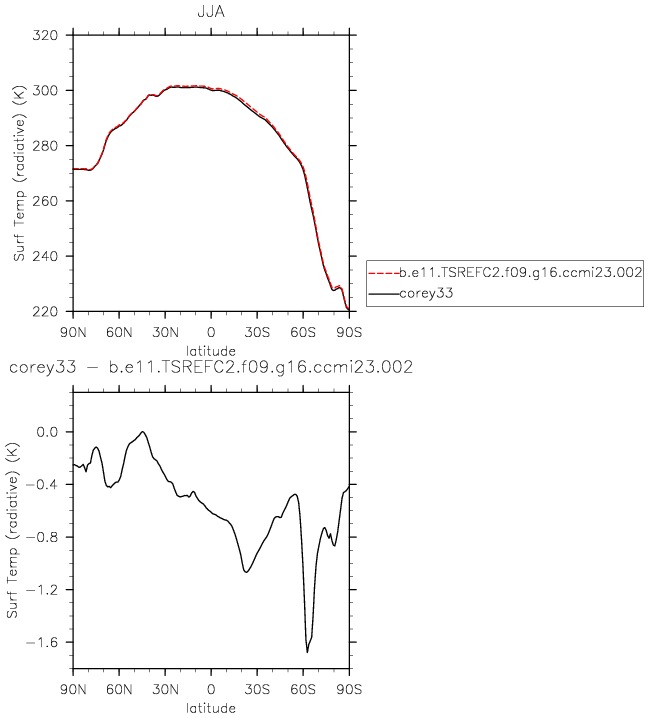 JJA
320
300
280
260
240
220
Surf Temp (radiative) (K)
90N 60N 30N 0 30S 60S 90S
latitude
b.e11.TSREFC2.f09.g16.ccmi23.002
corey33
corey33 − b.e11.TSREFC2.f09.g16.ccmi23.002
0.0
−0.4
−0.8
−1.2
−1.6
Surf Temp (radiative) (K)
90N 60N 30N 0 30S 60S 90S
latitude